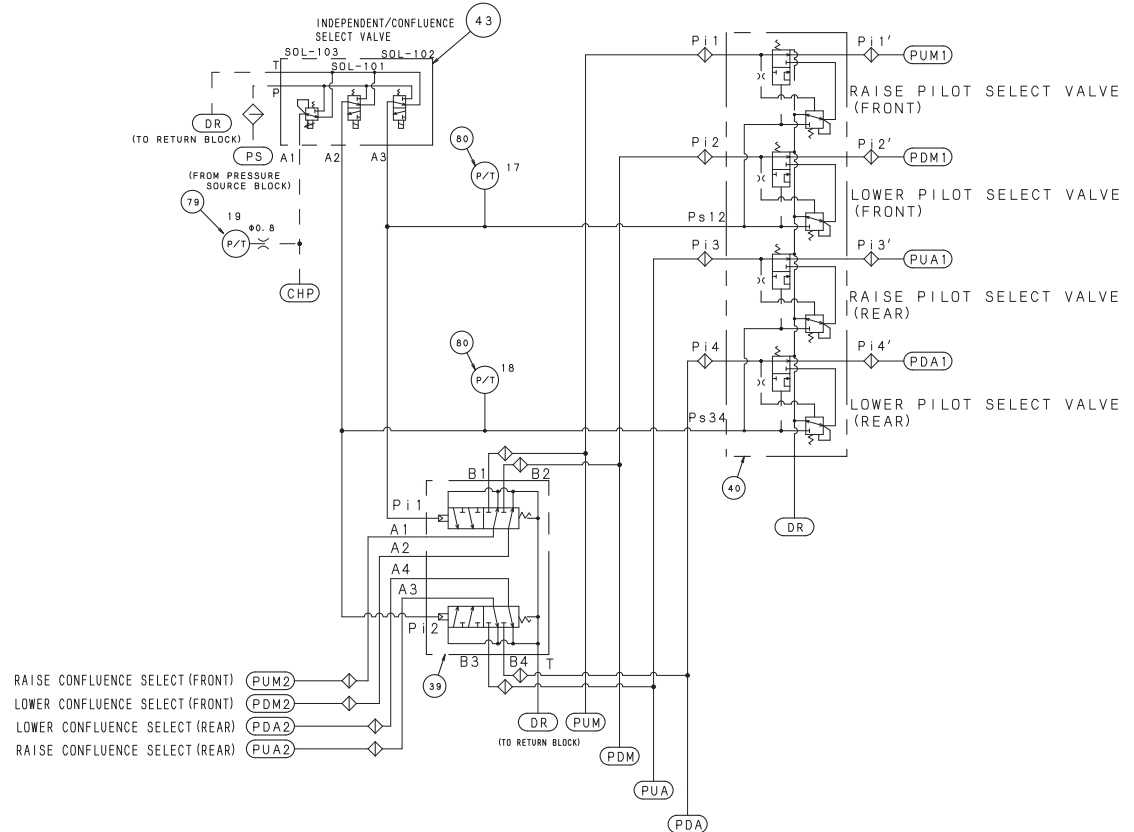 INDEPENDENT/CONFLUENCE
SELECT VALVE
43
SOL-103
SOL-102
SOL-101
T
P
DR
(TO RETURN BLOCK)
PS
(FROM PRESSURE
SOURCE BLOCK)
A1
A2
A3
79
19
Φ0.8
P/T
CHP
80
P/T
17
80
P/T
18
Pi1
Pi1'
PUM1
RAISE PILOT SELECT VALVE
(FRONT)
Pi2
Pi2'
PDM1
LOWER PILOT SELECT VALVE
(FRONT)
Ps12
Pi3
Pi3'
PUA1
RAISE PILOT SELECT VALVE
(REAR)
Pi4
Pi4'
PDA1
LOWER PILOT SELECT VALVE
(REAR)
Ps34
40
DR
B1
B2
Pi1
A1
A2
A4
A3
Pi2
B3
B4
T
39
RAISE CONFLUENCE SELECT(FRONT)
PUM2
LOWER CONFLUENCE SELECT(FRONT)
PDM2
LOWER CONFLUENCE SELECT(REAR)
PDA2
RAISE CONFLUENCE SELECT(REAR)
PUA2
DR
(TO RETURN BLOCK)
PUM
PDM
PUA
PDA